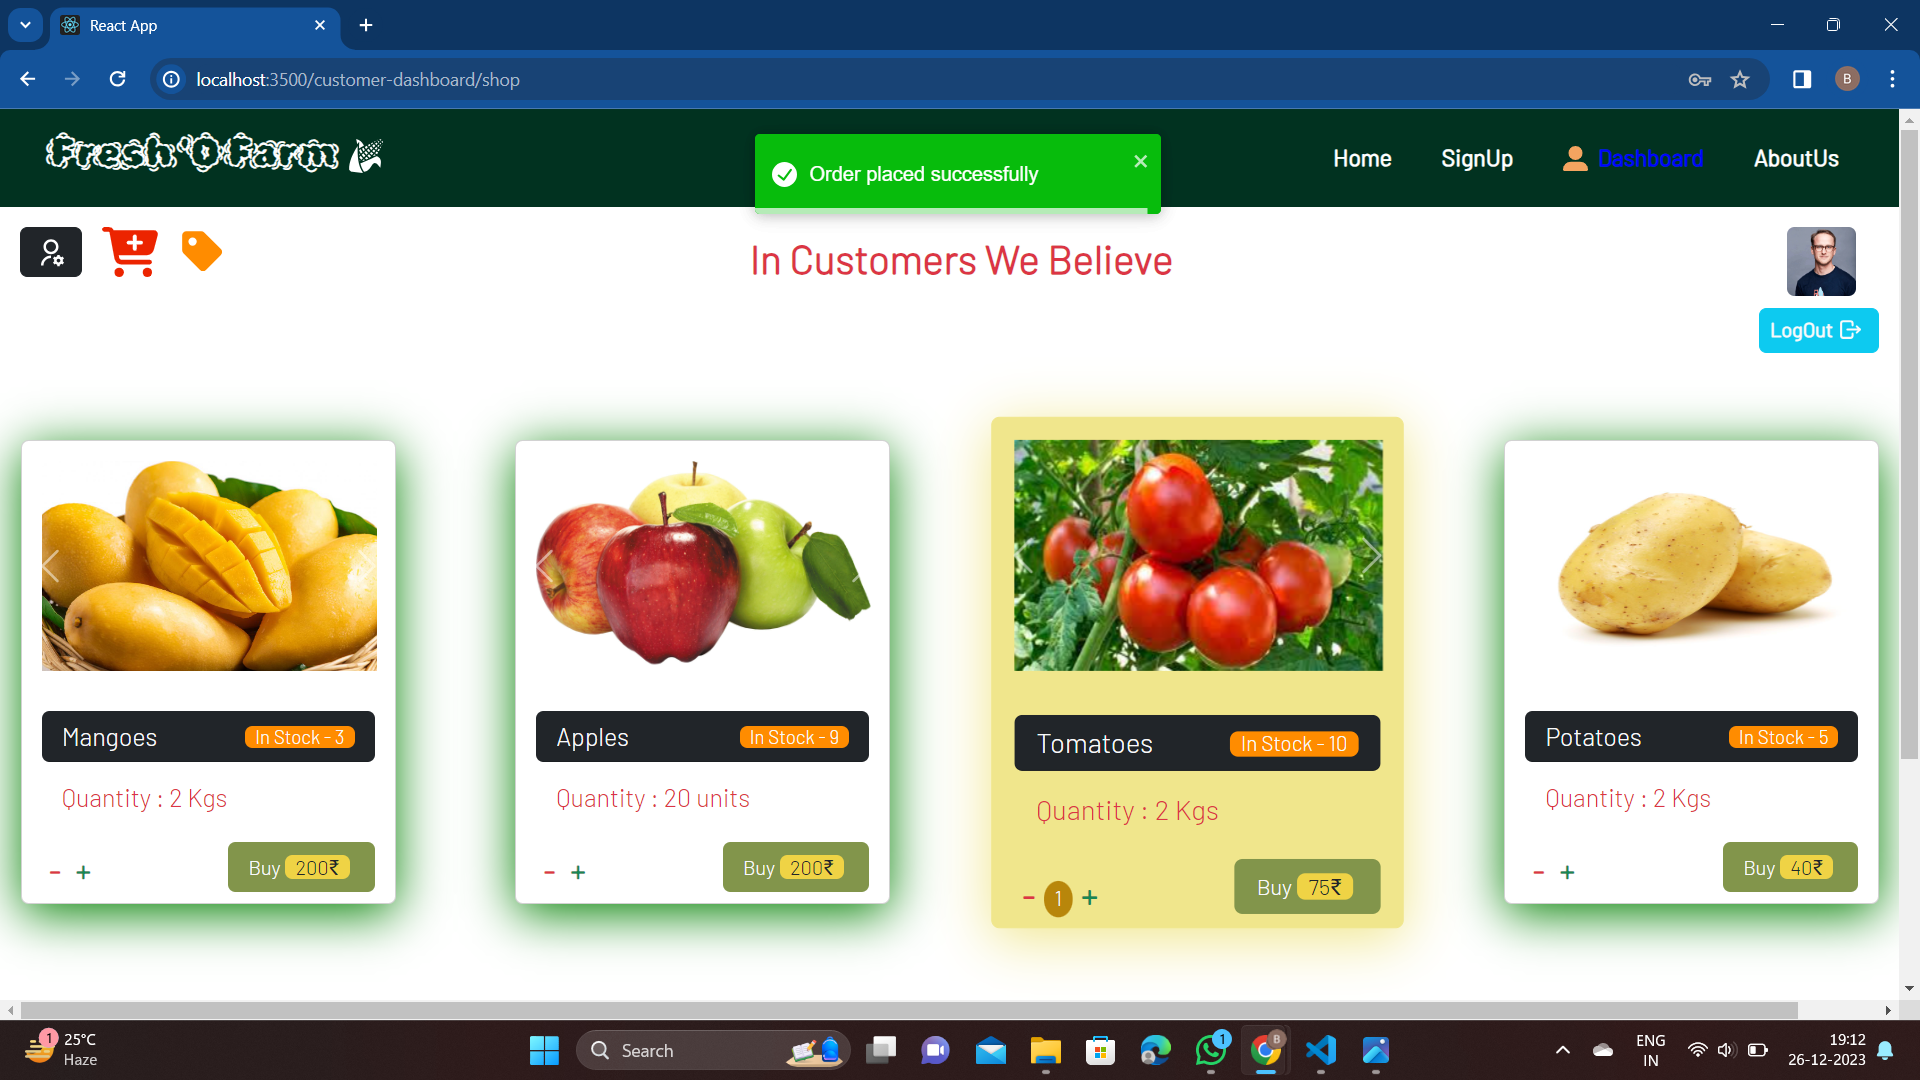 React App
localhost:3500/customer-dashboard/shop
B
Fresh'O'Farm
Order placed successfully
Home
SignUp
Dashboard
AboutUs
In Customers We Believe
LogOut
Mangoes
In Stock - 3
Quantity : 2 Kgs
- +
Buy 200₹
Apples
In Stock - 9
Quantity : 20 units
- +
Buy 200₹
Tomatoes
In Stock - 10
Quantity : 2 Kgs
- 1 +
Buy 75₹
Potatoes
In Stock - 5
Quantity : 2 Kgs
- +
Buy 40₹
1
25°C
Haze
Search
1
B
ENG
IN
19:12
26-12-2023